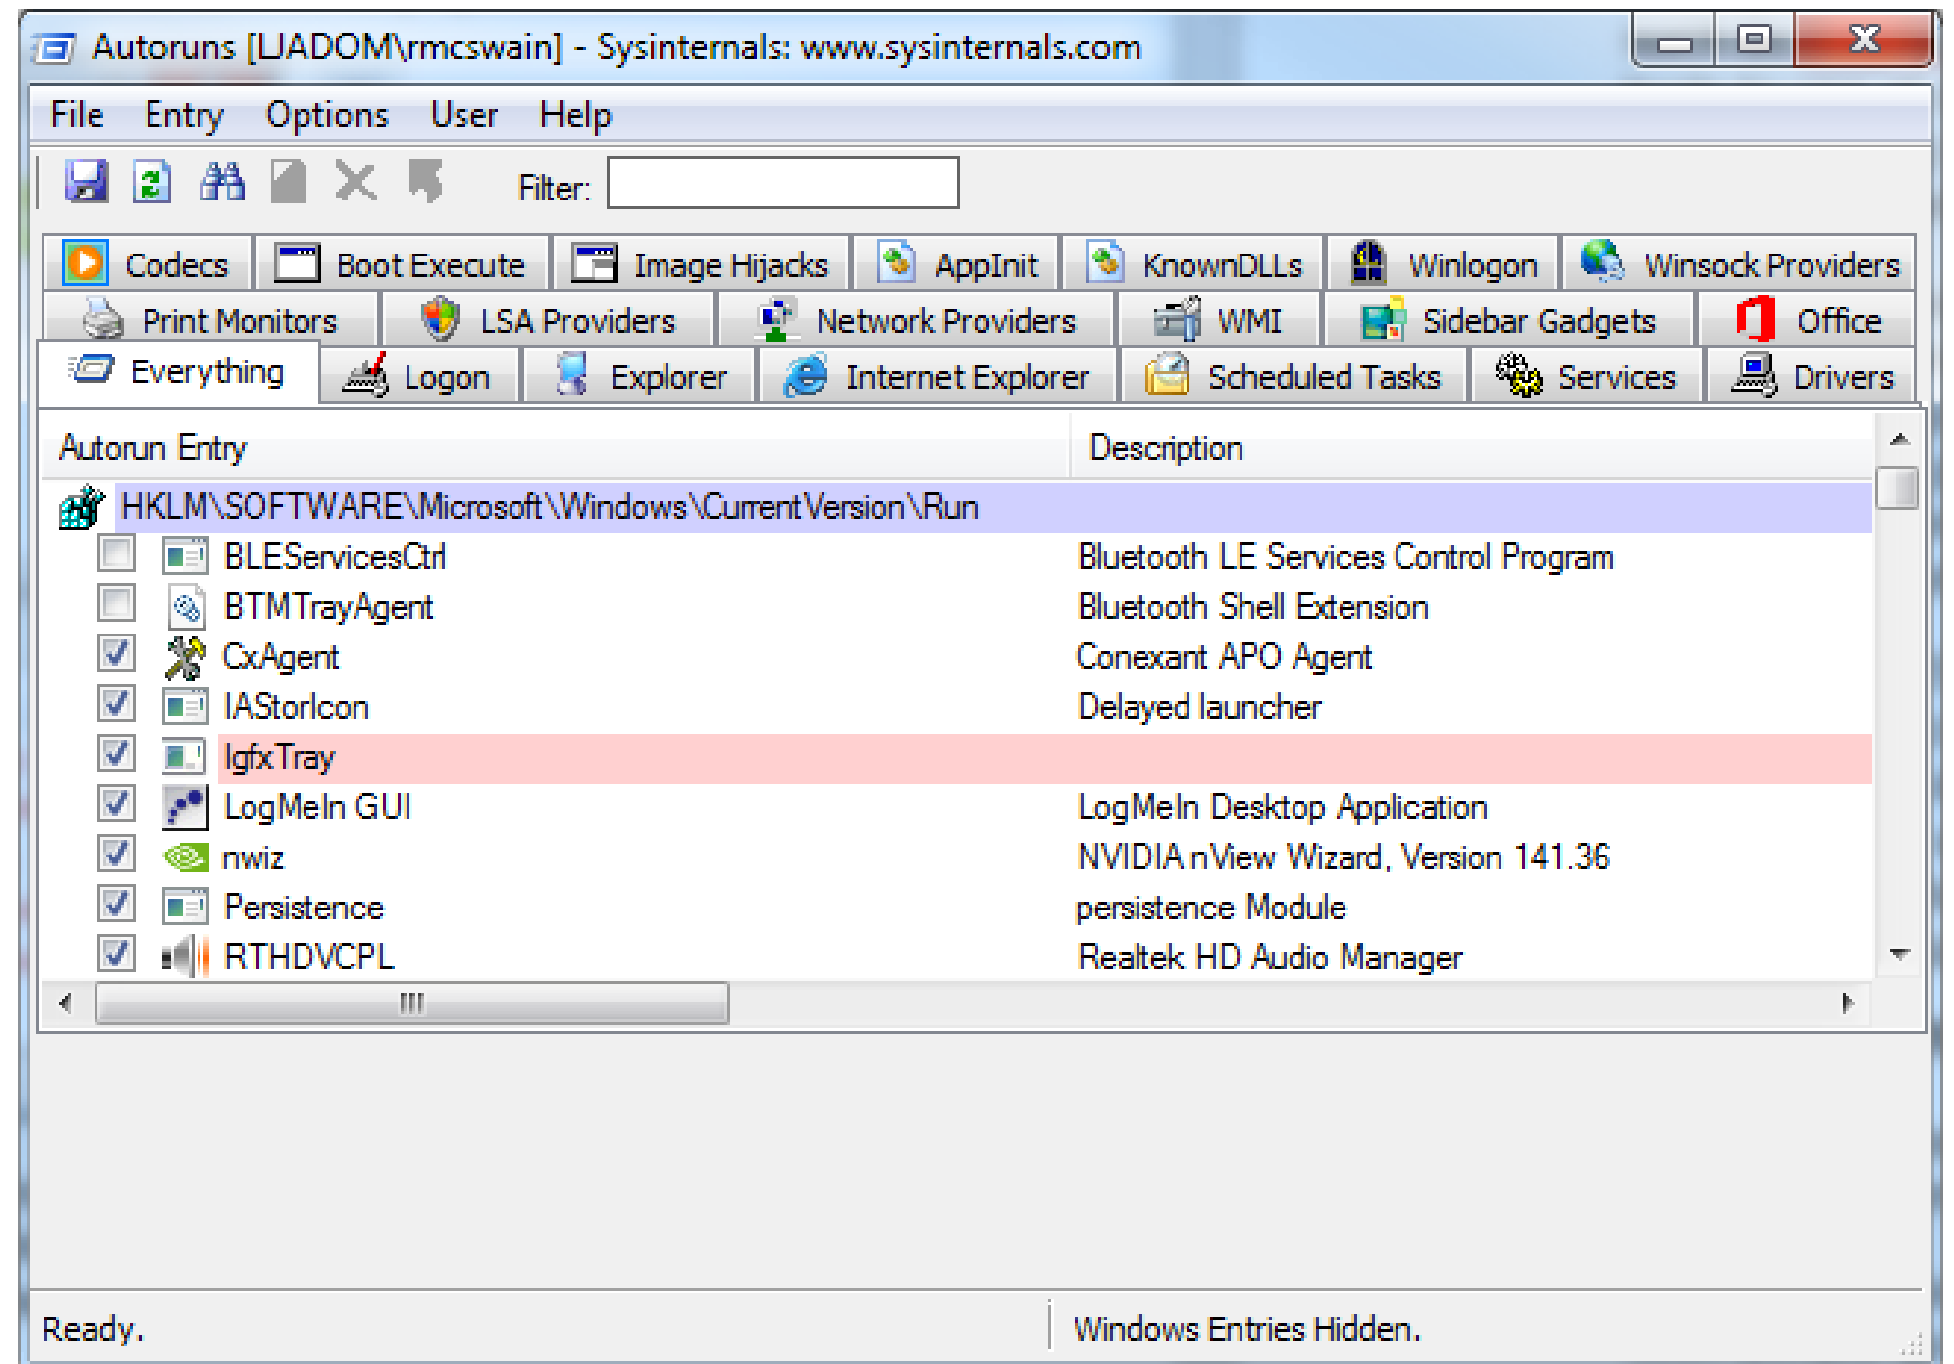 Autoruns [LJADOM\rmcswain] - Sysinternals: www.sysinternals.com
File Entry Options User Help
Filter:
Codecs Boot Execute Image Hijacks AppInit KnownDLLs Winlogon Winsock Providers
Print Monitors LSA Providers Network Providers WMI Sidebar Gadgets Office
Everything Logon Explorer Internet Explorer Scheduled Tasks Services Drivers
Autorun Entry Description
HKLM\SOFTWARE\Microsoft\Windows\CurrentVersion\Run
BLEServicesCtrl Bluetooth LE Services Control Program
BTMTrayAgent Bluetooth Shell Extension
CxAgent Conexant APO Agent
IAStorIcon Delayed launcher
IgfxTray
LogMeIn GUI LogMeIn Desktop Application
nwiz NVIDIA nView Wizard, Version 141.36
Persistence persistence Module
RTHDVCPL Realtek HD Audio Manager
Ready. Windows Entries Hidden.